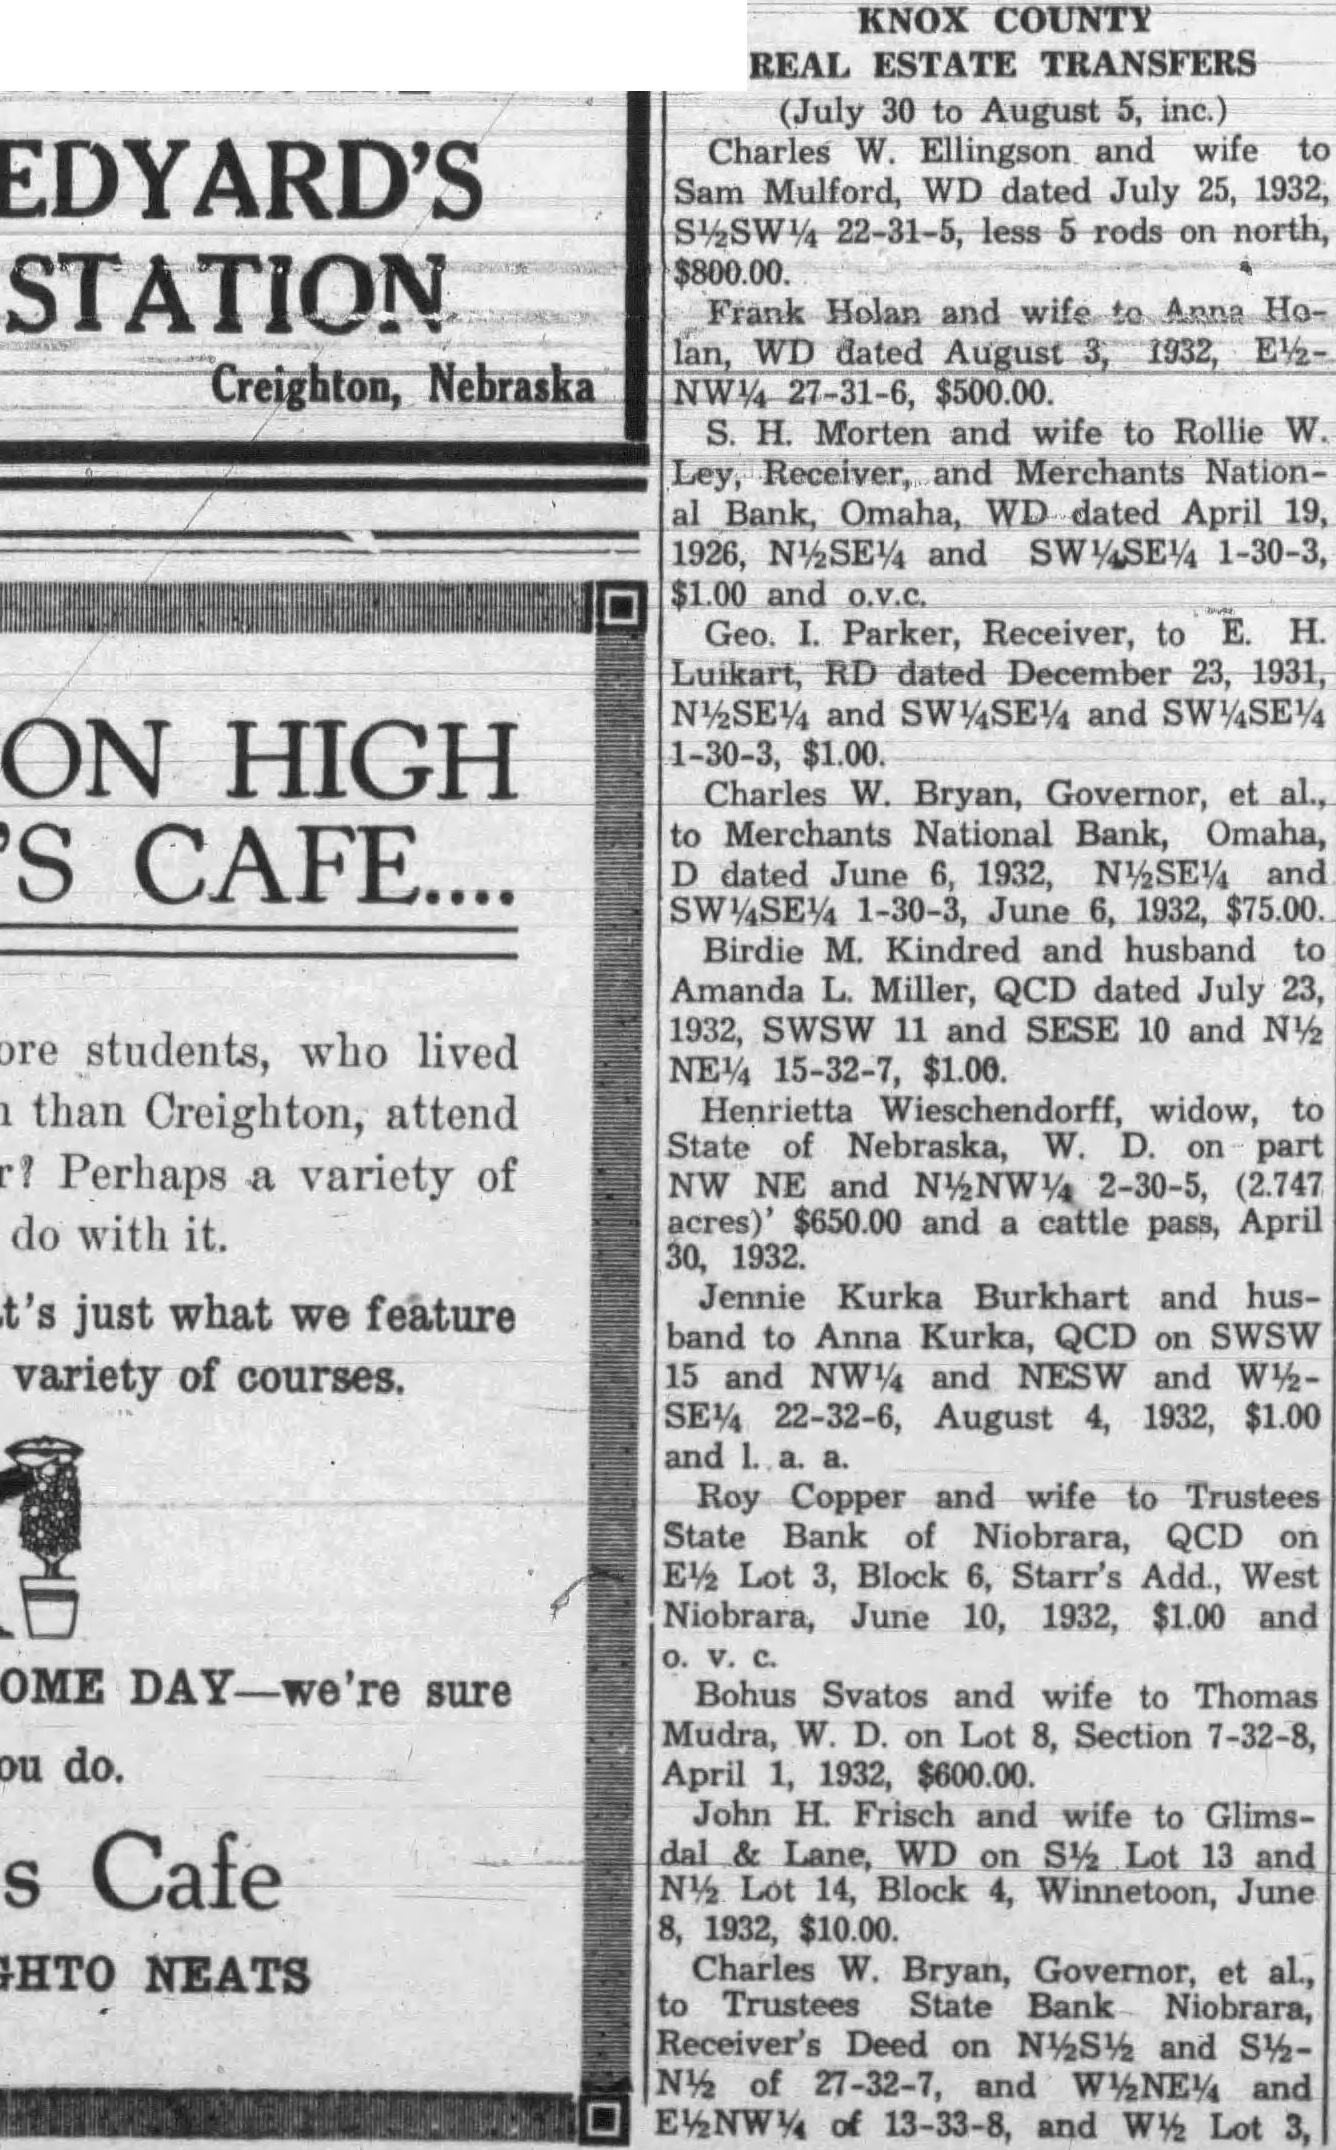 EDYARD'S
STATION
Creighton, Nebraska
ON HIGH
'S CAFE....
ore students, who lived
n than Creighton, attend
r? Perhaps a variety of
do with it.
t's just what we feature
variety of courses.
OME DAY—we're sure
ou do.
s Cafe
GHTO NEATS
KNOX COUNTY
REAL ESTATE TRANSFERS
(July 30 to August 5, inc.)
Charles W. Ellingson and wife to
Sam Mulford, WD dated July 25, 1932,
S½SW¼ 22-31-5, less 5 rods on north,
$800.00.
Frank Holan and wife to Anna Ho-
lan, WD dated August 3, 1932, E½-
NW¼ 27-31-6, $500.00.
S. H. Morten and wife to Rollie W.
Ley, Receiver, and Merchants Nation-
al Bank, Omaha, WD dated April 19,
1926, N½SE¼ and SW¼SE¼ 1-30-3,
$1.00 and o.v.c.
Geo. I. Parker, Receiver, to E. H.
Luikart, RD dated December 23, 1931,
N½SE¼ and SW¼SE¼ and SW¼SE¼
1-30-3, $1.00.
Charles W. Bryan, Governor, et al.,
to Merchants National Bank, Omaha,
D dated June 6, 1932, N½SE¼ and
SW¼SE¼ 1-30-3, June 6, 1932, $75.00.
Birdie M. Kindred and husband to
Amanda L. Miller, QCD dated July 23,
1932, SWSW 11 and SESE 10 and N½
NE¼ 15-32-7, $1.00.
Henrietta Wieschendorff, widow, to
State of Nebraska, W. D. on part
NW NE and N½NW¼ 2-30-5, (2.747
acres)' $650.00 and a cattle pass, April
30, 1932.
Jennie Kurka Burkhart and hus-
band to Anna Kurka, QCD on SWSW
15 and NW¼ and NESW and W½-
SE¼ 22-32-6, August 4, 1932, $1.00
and l. a. a.
Roy Copper and wife to Trustees
State Bank of Niobrara, QCD on
E½ Lot 3, Block 6, Starr's Add., West
Niobrara, June 10, 1932, $1.00 and
o. v. c.
Bohus Svatos and wife to Thomas
Mudra, W. D. on Lot 8, Section 7-32-8,
April 1, 1932, $600.00.
John H. Frisch and wife to Glims-
dal & Lane, WD on S½ Lot 13 and
N½ Lot 14, Block 4, Winnetoon, June
8, 1932, $10.00.
Charles W. Bryan, Governor, et al.,
to Trustees State Bank Niobrara,
Receiver's Deed on N½S½ and S½-
N½ of 27-32-7, and W½NE¼ and
E½NW¼ of 13-33-8, and W½ Lot 3,